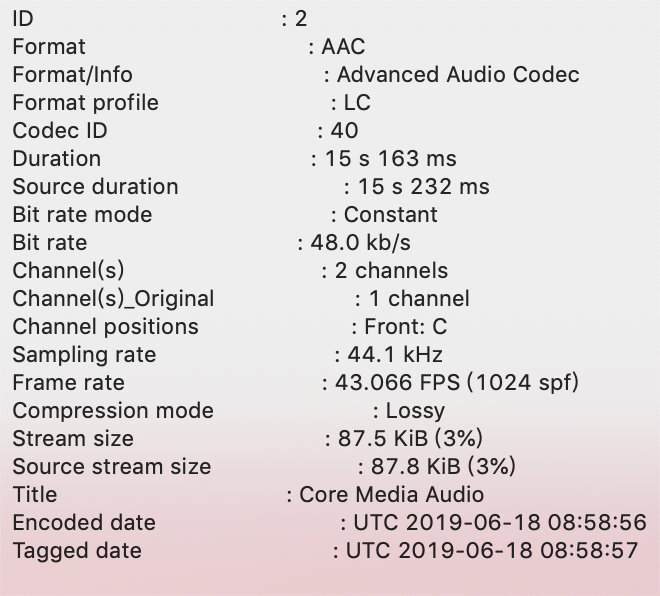 ID : 2
Format : AAC
Format/Info : Advanced Audio Codec
Format profile : LC
Codec ID : 40
Duration : 15 s 163 ms
Source duration : 15 s 232 ms
Bit rate mode : Constant
Bit rate : 48.0 kb/s
Channel(s) : 2 channels
Channel(s)_Original : 1 channel
Channel positions : Front: C
Sampling rate : 44.1 kHz
Frame rate : 43.066 FPS (1024 spf)
Compression mode : Lossy
Stream size : 87.5 KiB (3%)
Source stream size : 87.8 KiB (3%)
Title : Core Media Audio
Encoded date : UTC 2019-06-18 08:58:56
Tagged date : UTC 2019-06-18 08:58:57